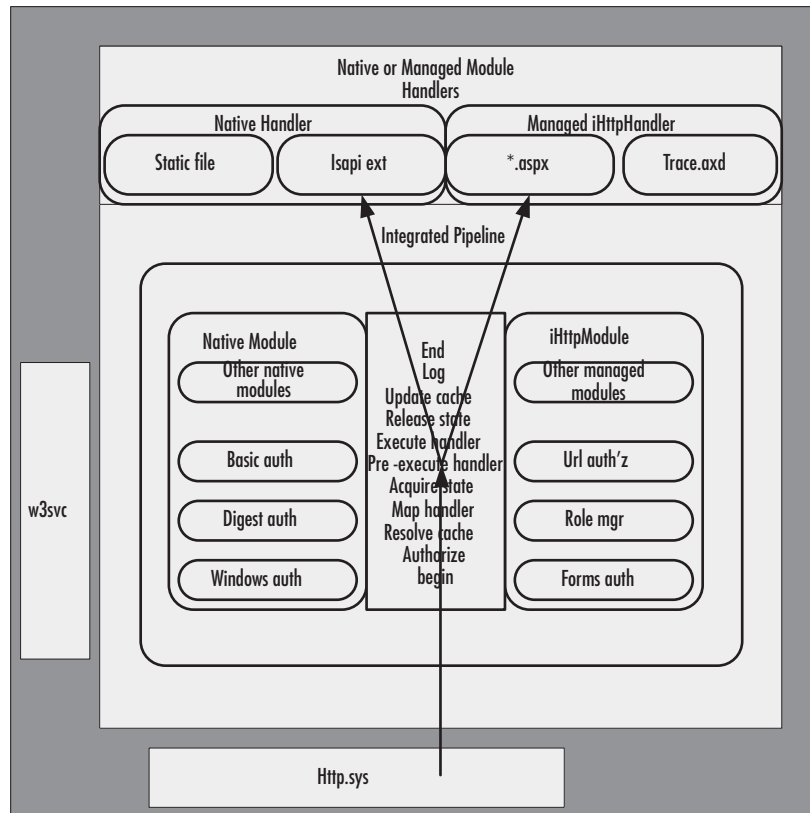 Native or Managed Module
Handlers
Native Handler
Managed iHttpHandler
Static file
Isapi ext
*.aspx
Trace.axd
Integrated Pipeline
Native Module
Other native
modules
Basic auth
Digest auth
Windows auth
End
Log
Update cache
Release state
Execute handler
Pre -execute handler
Acquire state
Map handler
Resolve cache
Authorize
begin
iHttpModule
Other managed
modules
Url auth’z
Role mgr
Forms auth
w3svc
Http.sys